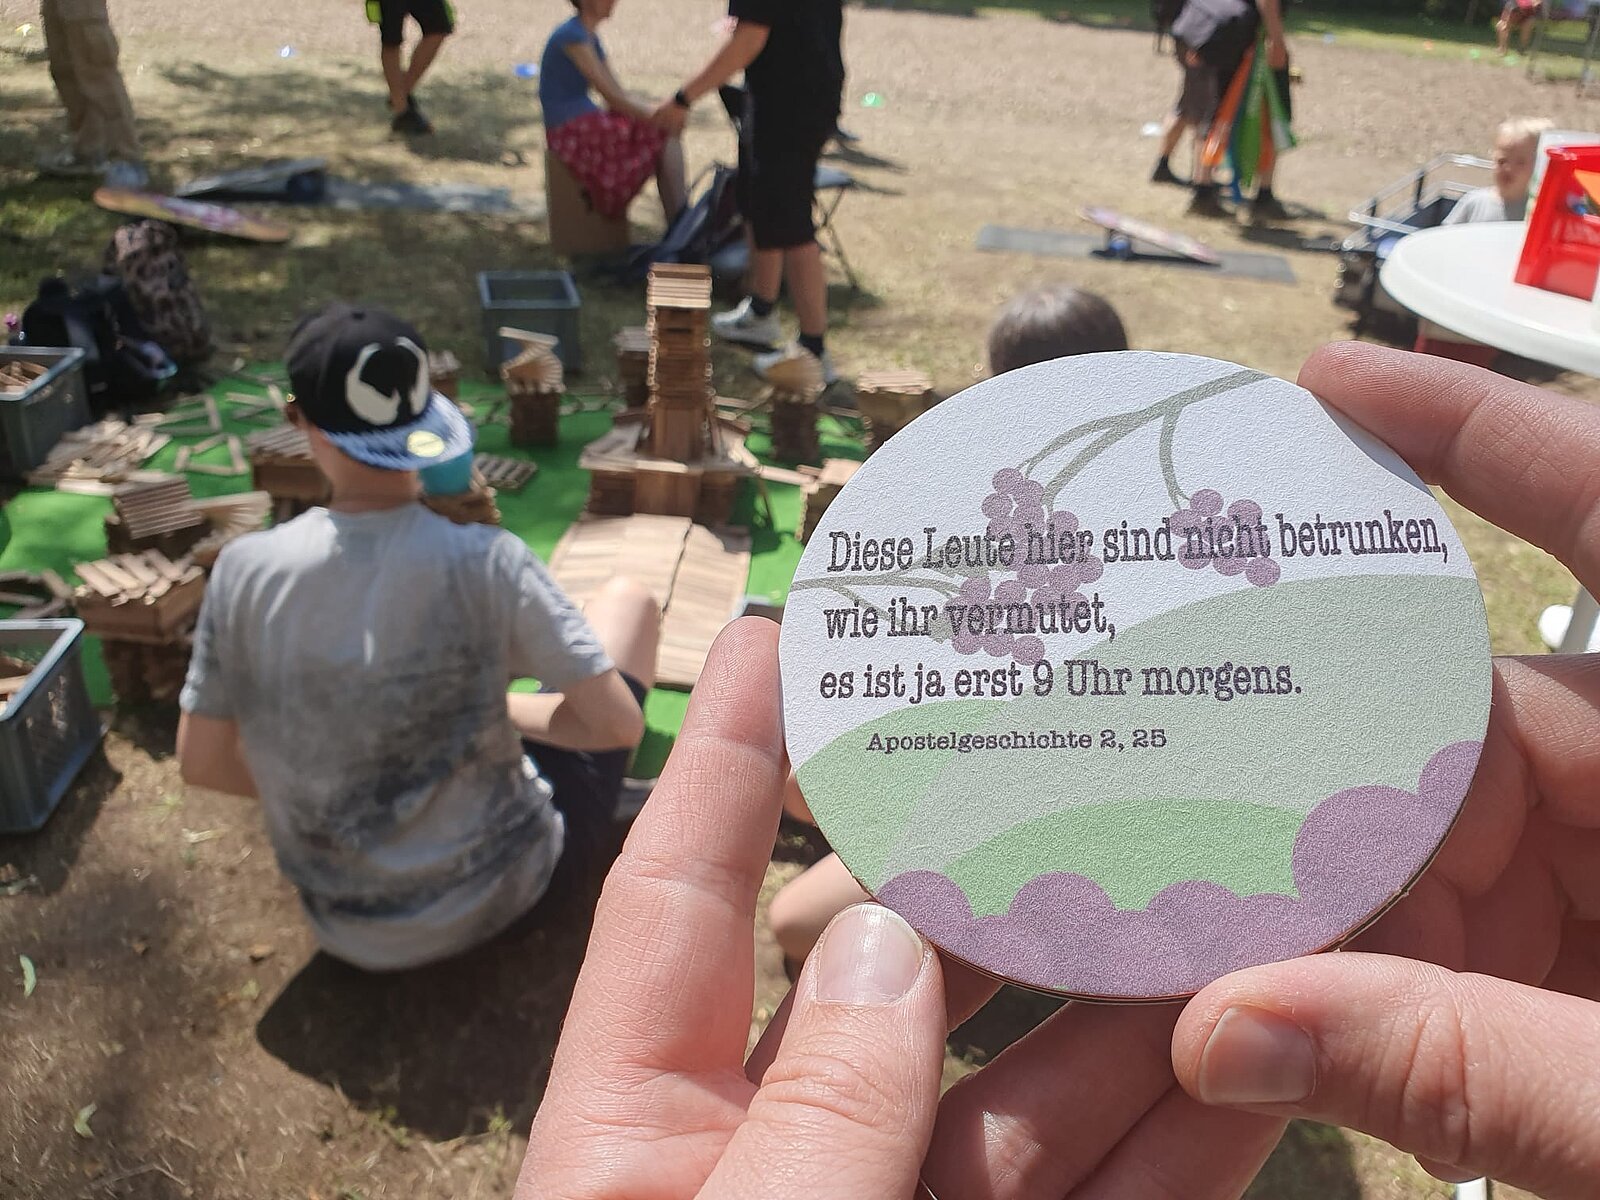 Diese Leute hier sind nicht betrunken,
wie ihr vermutet,
es ist ja erst 9 Uhr morgens.
Apostelgeschichte 2, 25